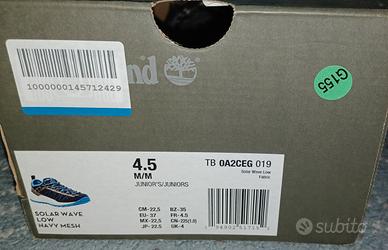 nd
G155
1000000145712429
4.5
M/M
JUNIOR'S/JUNIORS
TB 0A2CEG 019
Solar Wave Low
Fabric
CM-22,5 BZ-35
EU-37 FR-4.5
MX-22,5 CN-225(1.0)
JP-22.5 UK-4
SOLAR WAVE
LOW
NAVY MESH
subito